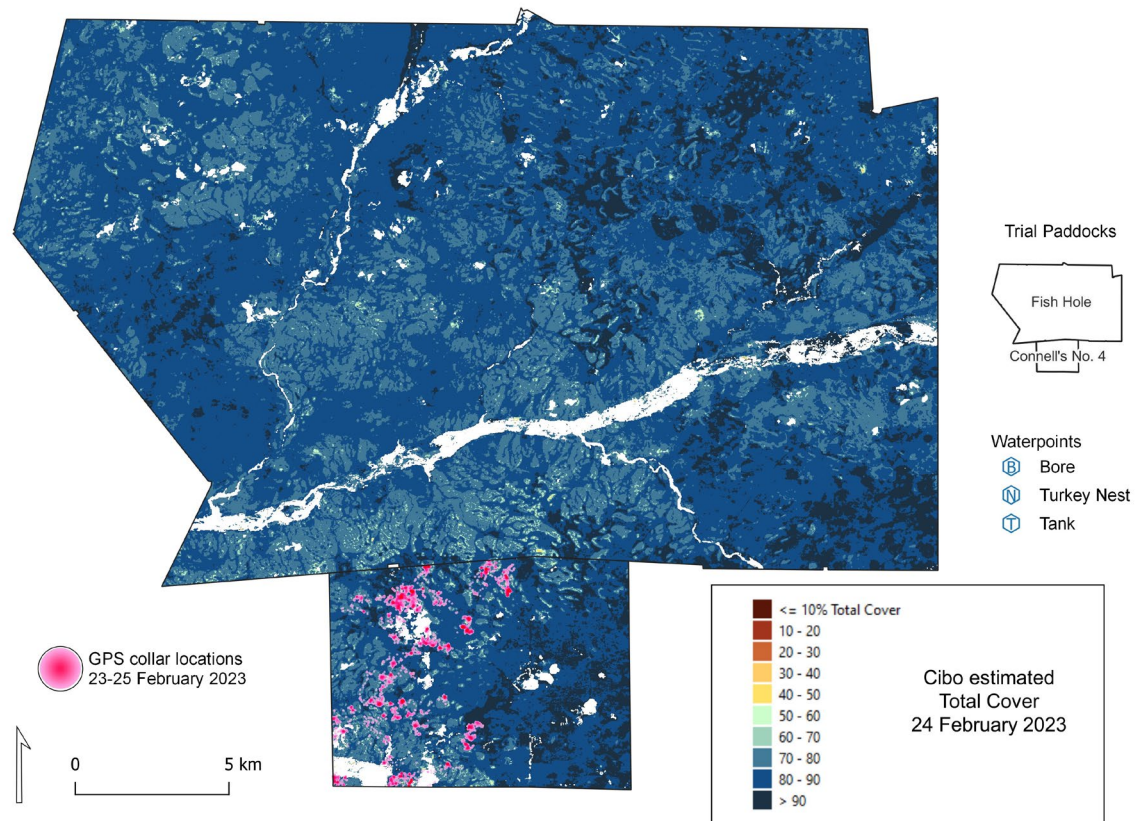 Trial Paddocks
Fish Hole
Connell's No. 4
Waterpoints
B Bore
N Turkey Nest
T Tank
GPS collar locations
23-25 February 2023
0 5 km
<= 10% Total Cover
10 - 20
20 - 30
30 - 40
40 - 50
50 - 60
60 - 70
70 - 80
80 - 90
> 90
Cibo estimated
Total Cover
24 February 2023